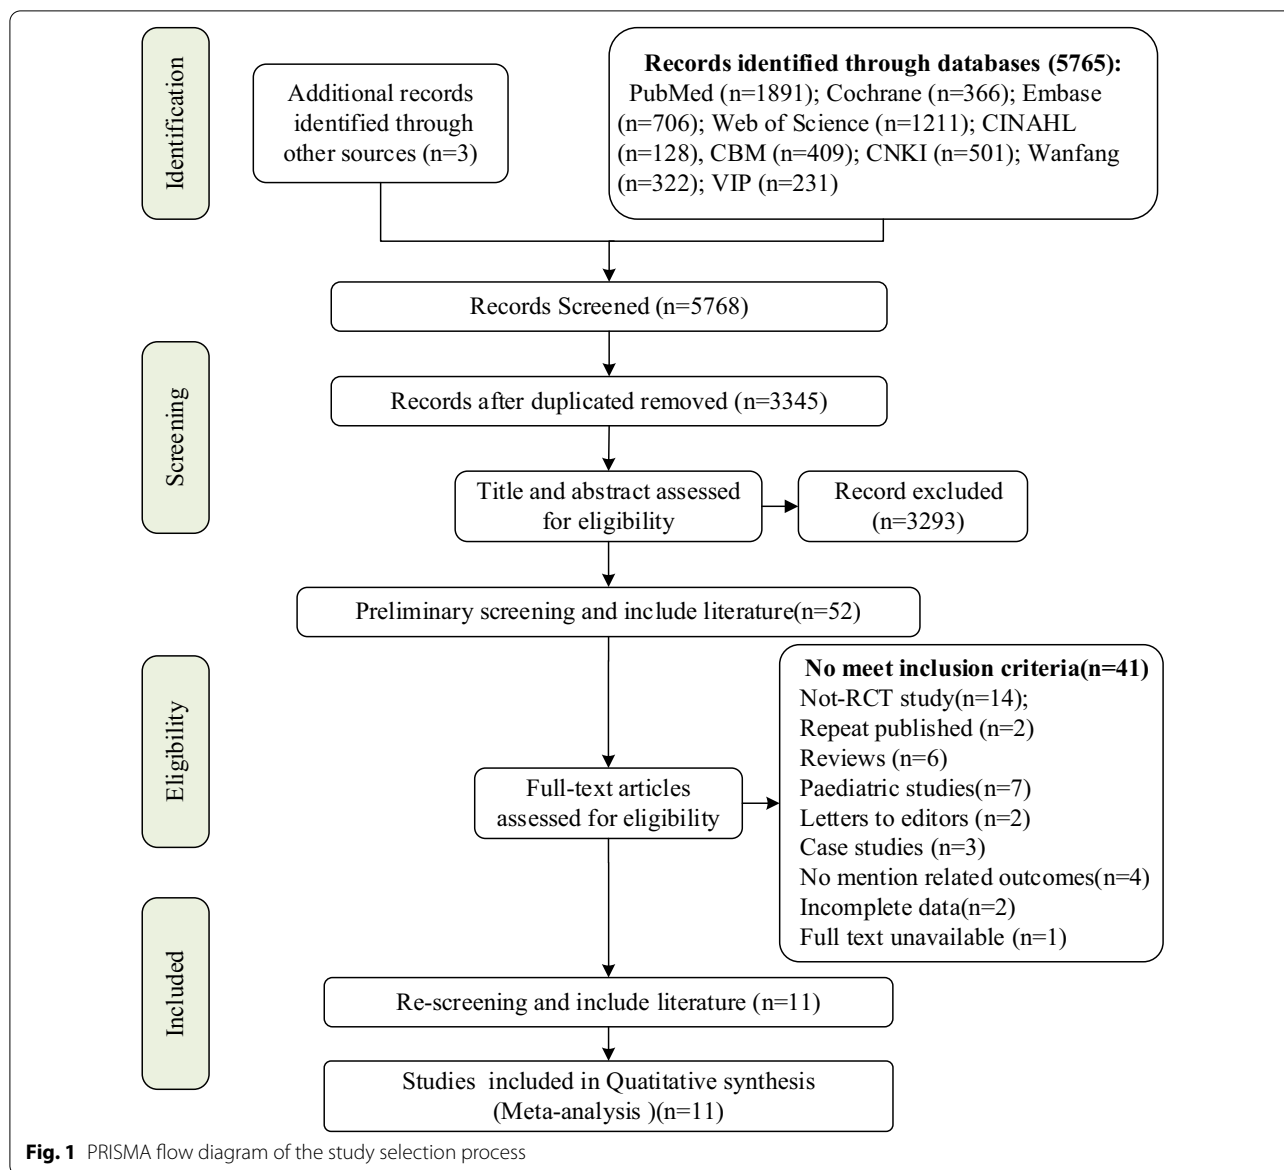 Identification
Additional records
identified through
other sources (n=3)
Records identified through databases (5765):
PubMed (n=1891); Cochrane (n=366); Embase
(n=706); Web of Science (n=1211); CINAHL
(n=128), CBM (n=409); CNKI (n=501); Wanfang
(n=322); VIP (n=231)
Records Screened (n=5768)
Screening
Records after duplicated removed (n=3345)
Title and abstract assessed
for eligibility
Record excluded
(n=3293)
Preliminary screening and include literature(n=52)
Eligibility
Full-text articles
assessed for eligibility
No meet inclusion criteria(n=41)
Not-RCT study(n=14);
Repeat published (n=2)
Reviews (n=6)
Paediatric studies(n=7)
Letters to editors (n=2)
Case studies (n=3)
No mention related outcomes(n=4)
Incomplete data(n=2)
Full text unavailable (n=1)
Included
Re-screening and include literature (n=11)
Studies included in Quatitative synthesis
(Meta-analysis )(n=11)
Fig. 1 PRISMA flow diagram of the study selection process